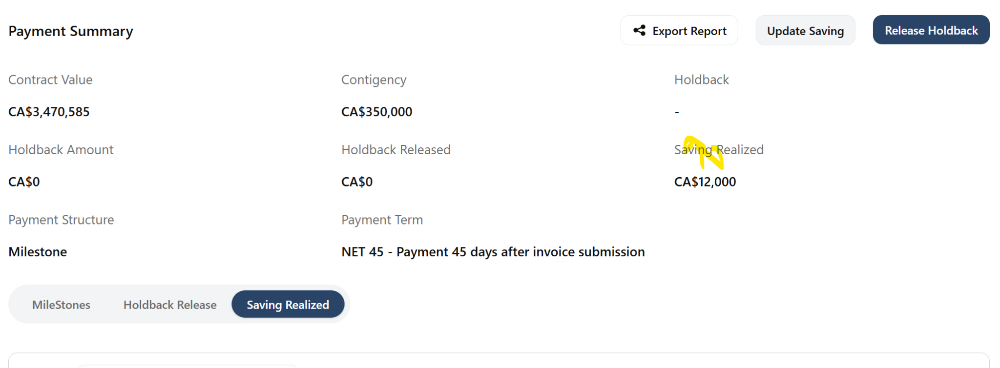 Payment Summary
Export Report
Update Saving
Release Holdback
Contract Value
Contigency
Holdback
CA$3,470,585
CA$350,000
-
Holdback Amount
Holdback Released
Saving Realized
CA$0
CA$0
CA$12,000
Payment Structure
Payment Term
Milestone
NET 45 - Payment 45 days after invoice submission
MileStones
Holdback Release
Saving Realized